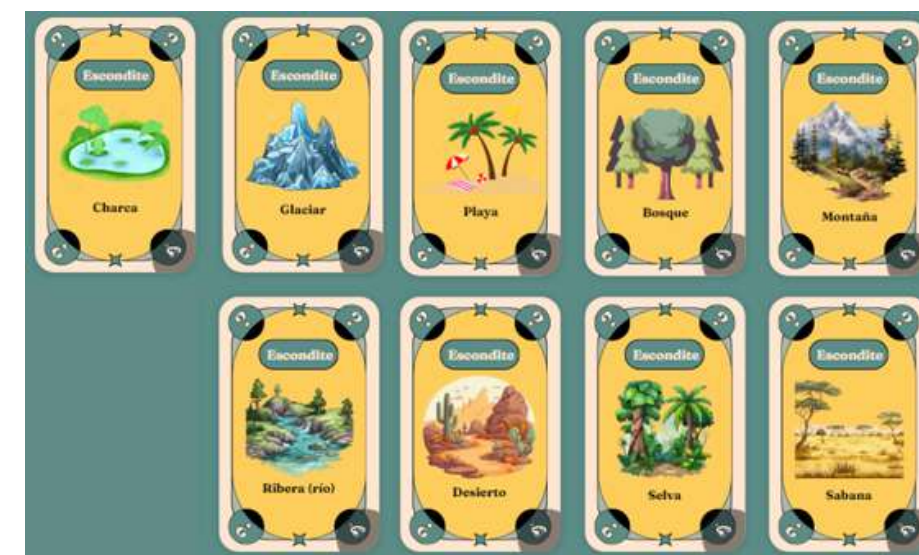 Escondite
Charca
Escondite
Glaciar
Escondite
Playa
Escondite
Bosque
Escondite
Montaña
Escondite
Ribera (río)
Escondite
Desierto
Escondite
Selva
Escondite
Sabana